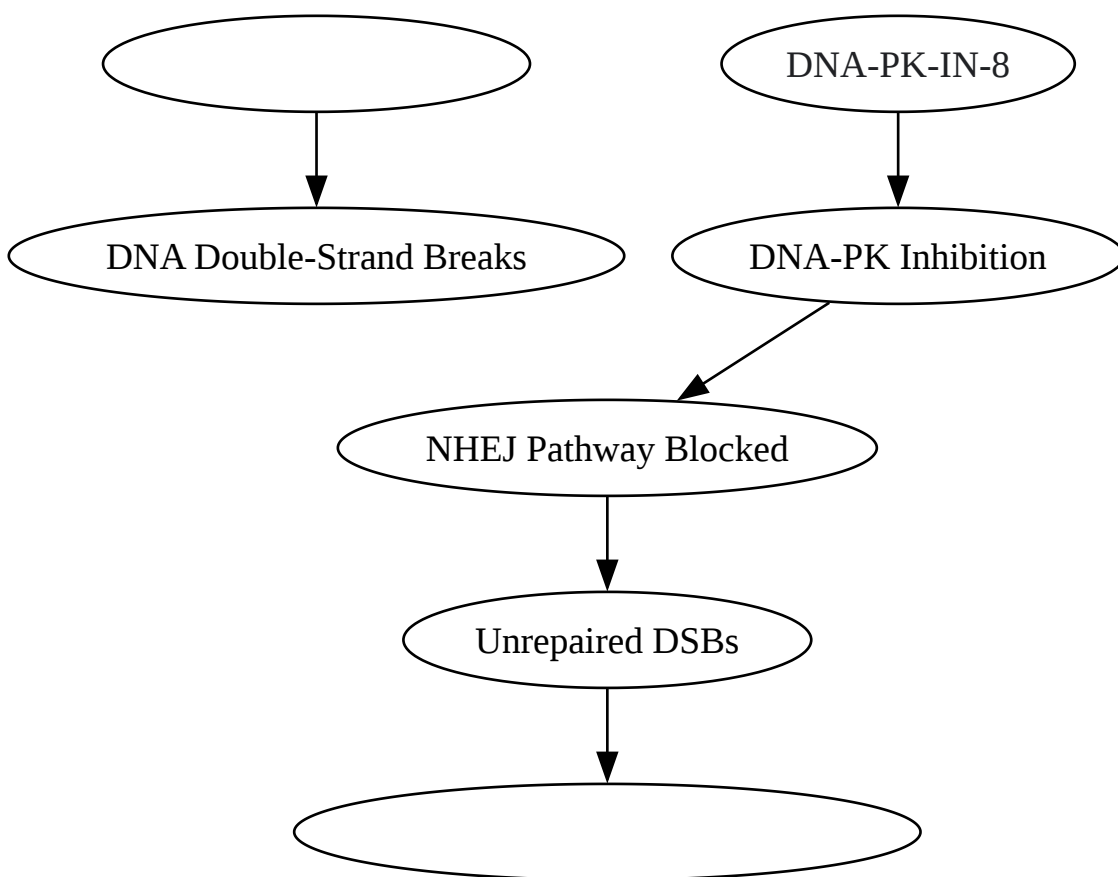 DNA-PK-IN-8
DNA Double-Strand Breaks
DNA-PK Inhibition
NHEJ Pathway Blocked
Unrepaired DSBs